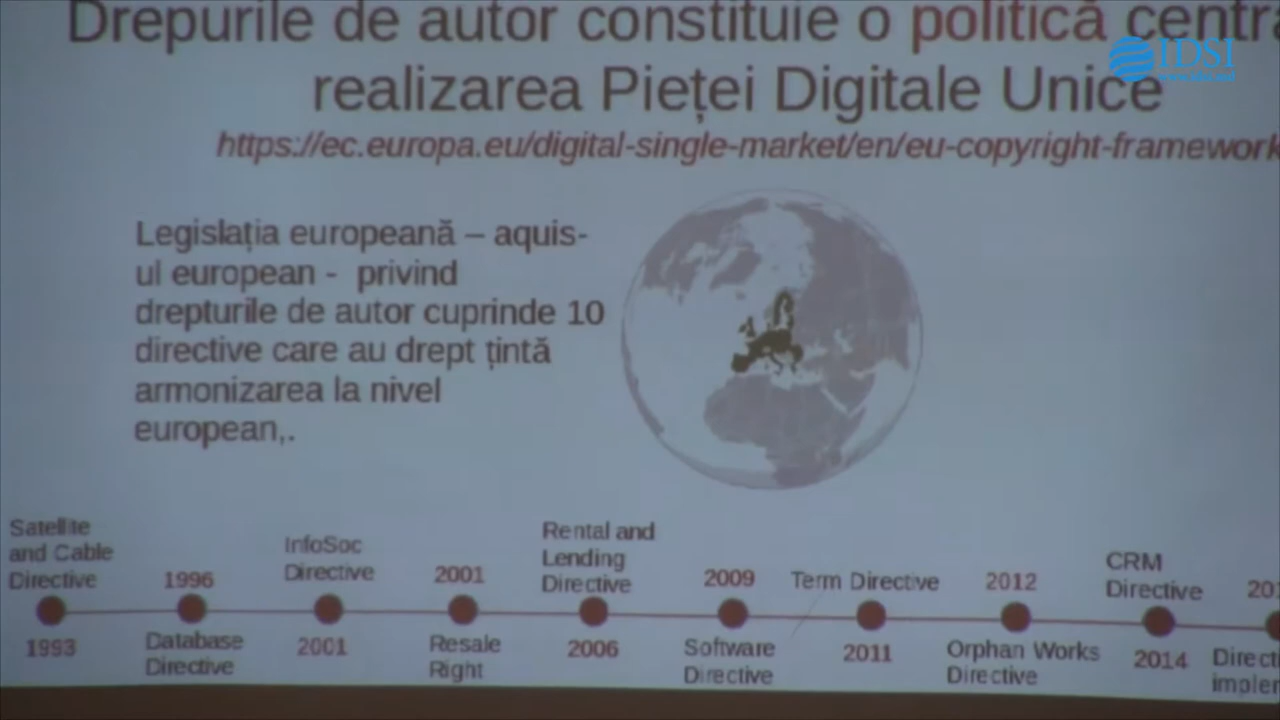 Drepurile de autor constituie o politică
IDSI
realizarea Pieței Digitale Unice
https://ec.europa.eu/digital-single-market/en/eu-copyright-framework
Legislația europeană – aquis-
ul european - privind
drepturile de autor cuprinde 10
directive care au drept țintă
armonizarea la nivel
european,.
Satellite
and Cable
Directive
1993
1996
Database
Directive
InfoSoc
Directive
2001
2001
Resale
Right
Rental and
Lending
Directive
2006
2009
Software
Directive
Term Directive
2011
2012
Orphan Works
Directive
CRM
Directive
2014